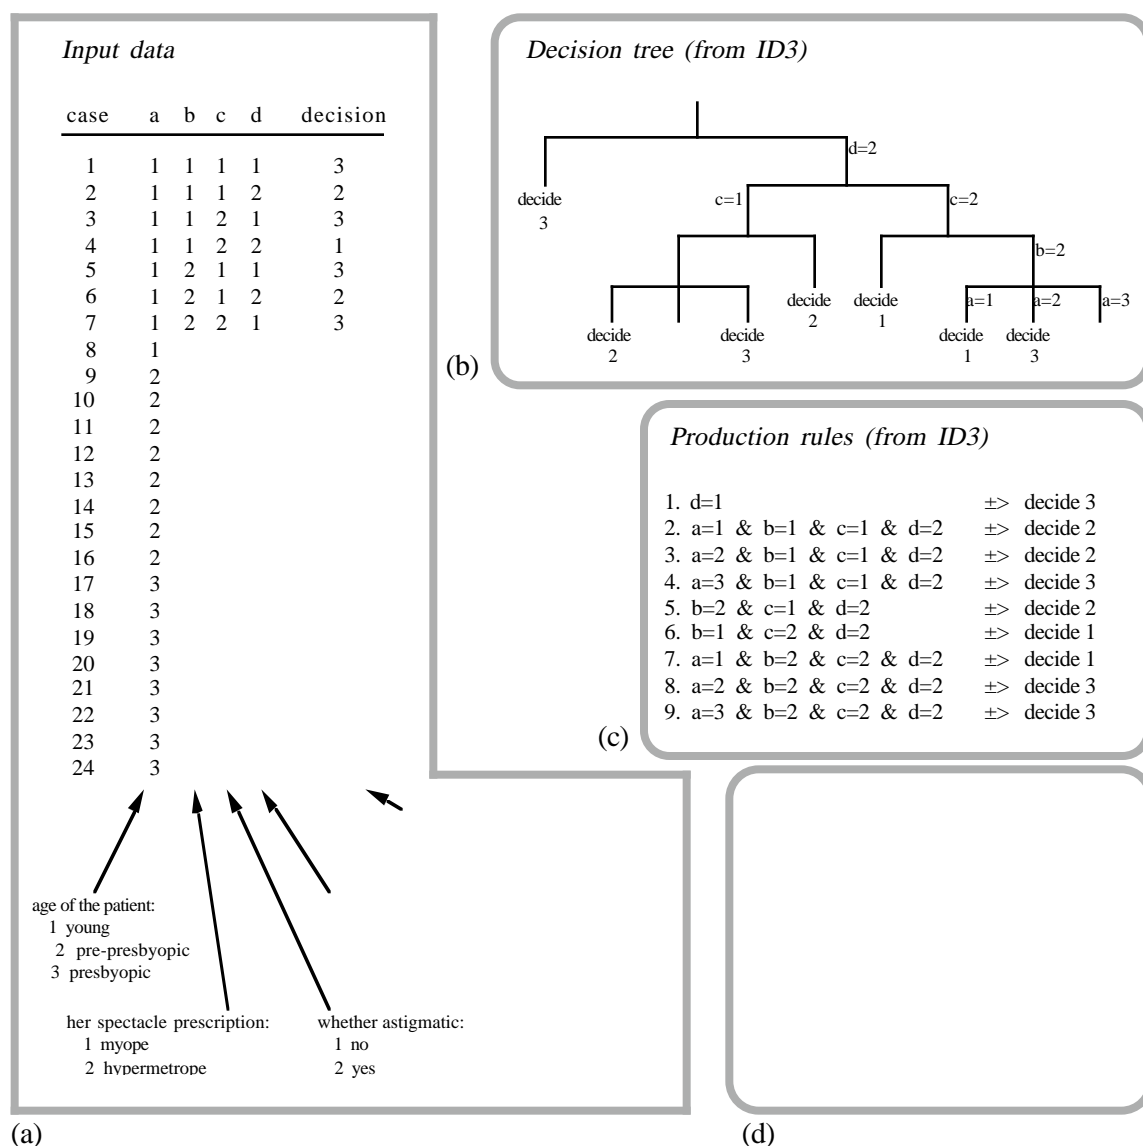 Input data
case a b c d decision
1 1 1 1 1 3
2 1 1 1 2 2
3 1 1 2 1 3
4 1 1 2 2 1
5 1 2 1 1 3
6 1 2 1 2 2
7 1 2 2 1 3
8 1
9 2
10 2
11 2
12 2
13 2
14 2
15 2
16 2
17 3
18 3
19 3
20 3
21 3
22 3
23 3
24 3
age of the patient:
1 young
2 pre-presbyopic
3 presbyopic
her spectacle prescription:
1 myope
2 hypermetrope
whether astigmatic:
1 no
2 yes
(a)
Decision tree (from ID3)
d=2
decide
3
c=1
c=2
b=2
decide
2
decide
1
a=1
a=2
a=3
decide
2
decide
3
decide
1
decide
3
(b)
Production rules (from ID3)
1. d=1 ±> decide 3
2. a=1 & b=1 & c=1 & d=2 ±> decide 2
3. a=2 & b=1 & c=1 & d=2 ±> decide 2
4. a=3 & b=1 & c=1 & d=2 ±> decide 3
5. b=2 & c=1 & d=2 ±> decide 2
6. b=1 & c=2 & d=2 ±> decide 1
7. a=1 & b=2 & c=2 & d=2 ±> decide 1
8. a=2 & b=2 & c=2 & d=2 ±> decide 3
9. a=3 & b=2 & c=2 & d=2 ±> decide 3
(c)
(d)